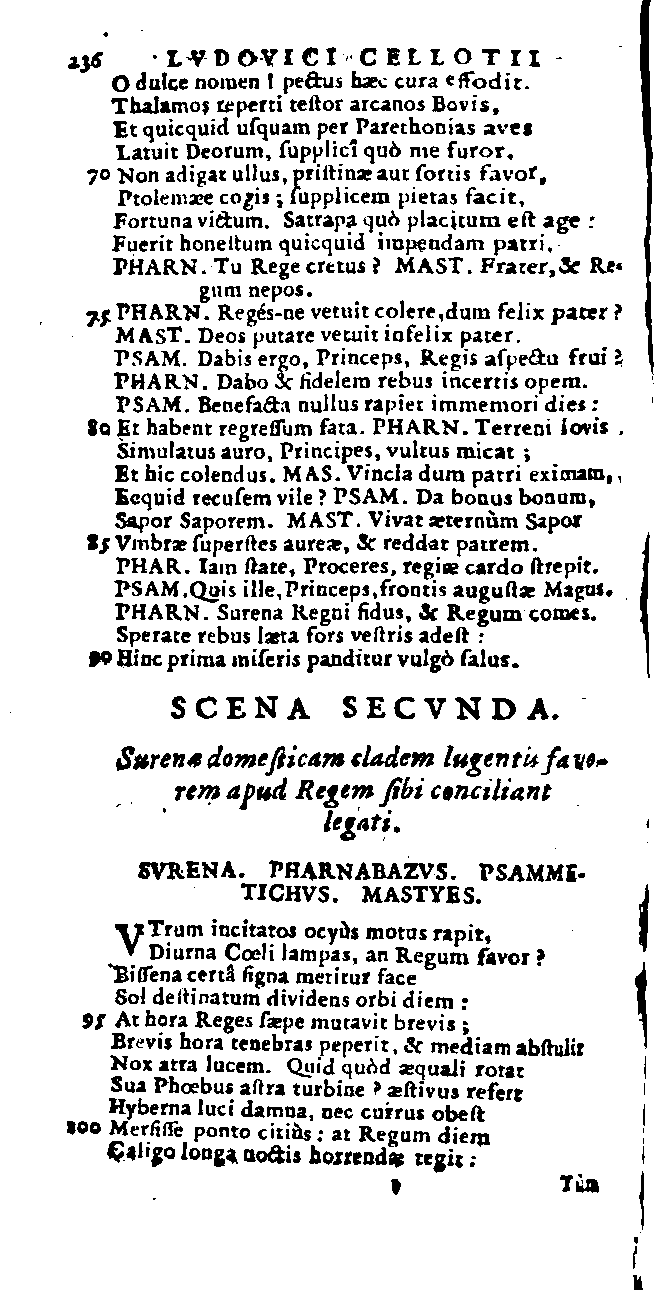 236 LVDOVICI CELLOTII
O dulce nomen ! pectus hæc cura effodit.
Thalamos reperti testor arcanos Bovis,
Et quicquid usquam per Parethonias aves
Latuit Deorum, supplicî quò me furor,
70 Non adigat ullus, pristinæ aut sortis favor,
Ptolemæe cogis ; supplicem pietas facit,
Fortuna victum. Satrapa quò placitum est age :
Fuerit honestum quicquid impendam patri,
PHARN. Tu Rege cretus ? MAST. Frater, & Re-
gum nepos.
75 PHARN. Regés-ne vetuit colere, dum felix pater ?
MAST. Deos putare vetuit infelix pater.
PSAM. Dabis ergo, Princeps, Regis aspectu frui ?
PHARN. Dabo & fidelem rebus incertis opem.
PSAM. Benefacta nullus rapiet immemori dies :
80 Et habent regressum fata. PHARN. Terreni Iovis
Simulatus auro, Principes, vultus micat ;
Et hic colendus. MAS. Vincla dum patri eximam,
Ecquid recusem vile ? PSAM. Da bonus bonum,
Sapor Saporem. MAST. Vivat æternùm Sapor
85 Vmbræ superstes aureæ, & reddat patrem.
PHAR. Iam state, Proceres, regiæ cardo strepit.
PSAM. Quis ille, Princeps, frontis augustæ Magus.
PHARN. Surena Regni fidus, & Regum comes.
Sperate rebus læta fors vestris adest :
90 Hinc prima miseris panditur vulgò salus.
SCENA SECVNDA.
Surenæ domesticam cladem lugentis favo-
rem apud Regem sibi conciliant
legati.
SVRENA. PHARNABAZVS. PSAMME-
TICHVS. MASTYES.
VTrum incitatos ocyùs motus rapit,
Diurna Cœli lampas, an Regum favor ?
Bissena certâ signa metitur face
Sol destinatum dividens orbi diem :
95 At hora Reges sæpe mutavit brevis ;
Brevis hora tenebras peperit, & mediam abstulit
Nox atra lucem. Quid quòd æquali rotat
Sua Phœbus astra turbine ? æstivus refert
Hyberna luci damna, nec currus obest
100 Mersisse ponto citiùs : at Regum diem
Caligo longa noctis horrendæ tegit :
Tùm